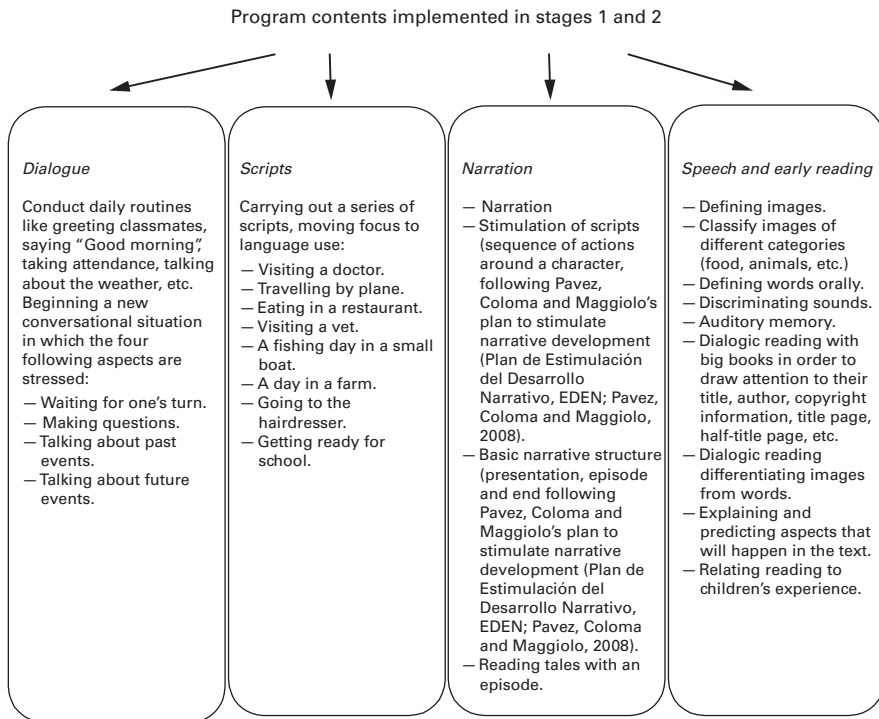 Program contents implemented in stages 1 and 2
Dialogue
Conduct daily routines
like greeting classmates,
saying “Good morning”,
taking attendance, talking
about the weather, etc.
Beginning a new
conversational situation
in which the four
following aspects are
stressed:
— Waiting for one’s turn.
— Making questions.
— Talking about past
events.
— Talking about future
events.
Scripts
Carrying out a series of
scripts, moving focus to
language use:
— Visiting a doctor.
— Travelling by plane.
— Eating in a restaurant.
— Visiting a vet.
— A fishing day in a small
boat.
— A day in a farm.
— Going to the
hairdresser.
— Getting ready for
school.
Narration
— Narration
— Stimulation of scripts
(sequence of actions
around a character,
following Pavez,
Coloma and Maggiolo’s
plan to stimulate
narrative development
(Plan de Estimulación
del Desarrollo
Narrativo, EDEN; Pavez,
Coloma and Maggiolo,
2008).
— Basic narrative structure
(presentation, episode
and end following
Pavez, Coloma and
Maggiolo’s plan to
stimulate narrative
development (Plan de
Estimulación del
Desarrollo Narrativo,
EDEN; Pavez, Coloma
and Maggiolo, 2008).
— Reading tales with an
episode.
Speech and early reading
— Defining images.
— Classify images of
different categories
(food, animals, etc.)
— Defining words orally.
— Discriminating sounds.
— Auditory memory.
— Dialogic reading with
big books in order to
draw attention to their
title, author, copyright
information, title page,
half-title page, etc.
— Dialogic reading
differentiating images
from words.
— Explaining and
predicting aspects that
will happen in the text.
— Relating reading to
children’s experience.